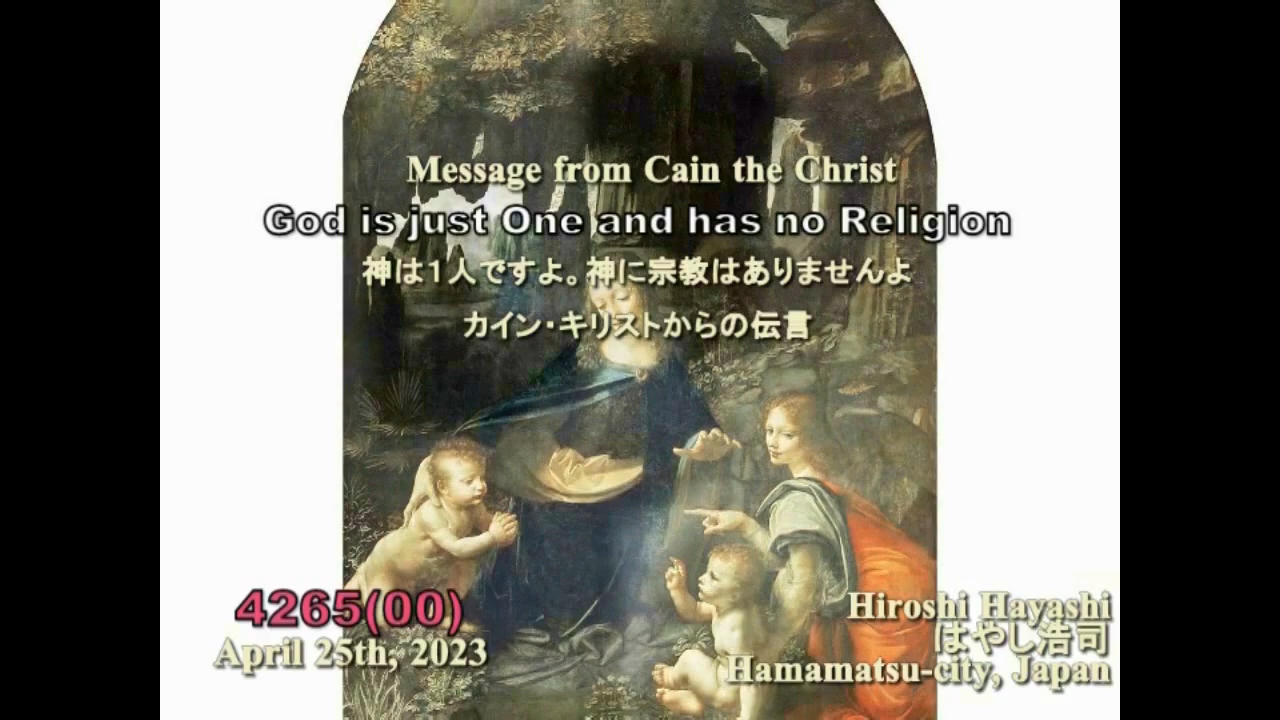 Message from Cain the Christ
God is just One and has no Religion
神は１人ですよ。神に宗教はありませんよ
カイン・キリストからの伝言
4265(00)
April 25th, 2023
Hiroshi Hayashi
はやし浩司
Hamamatsu-city, Japan